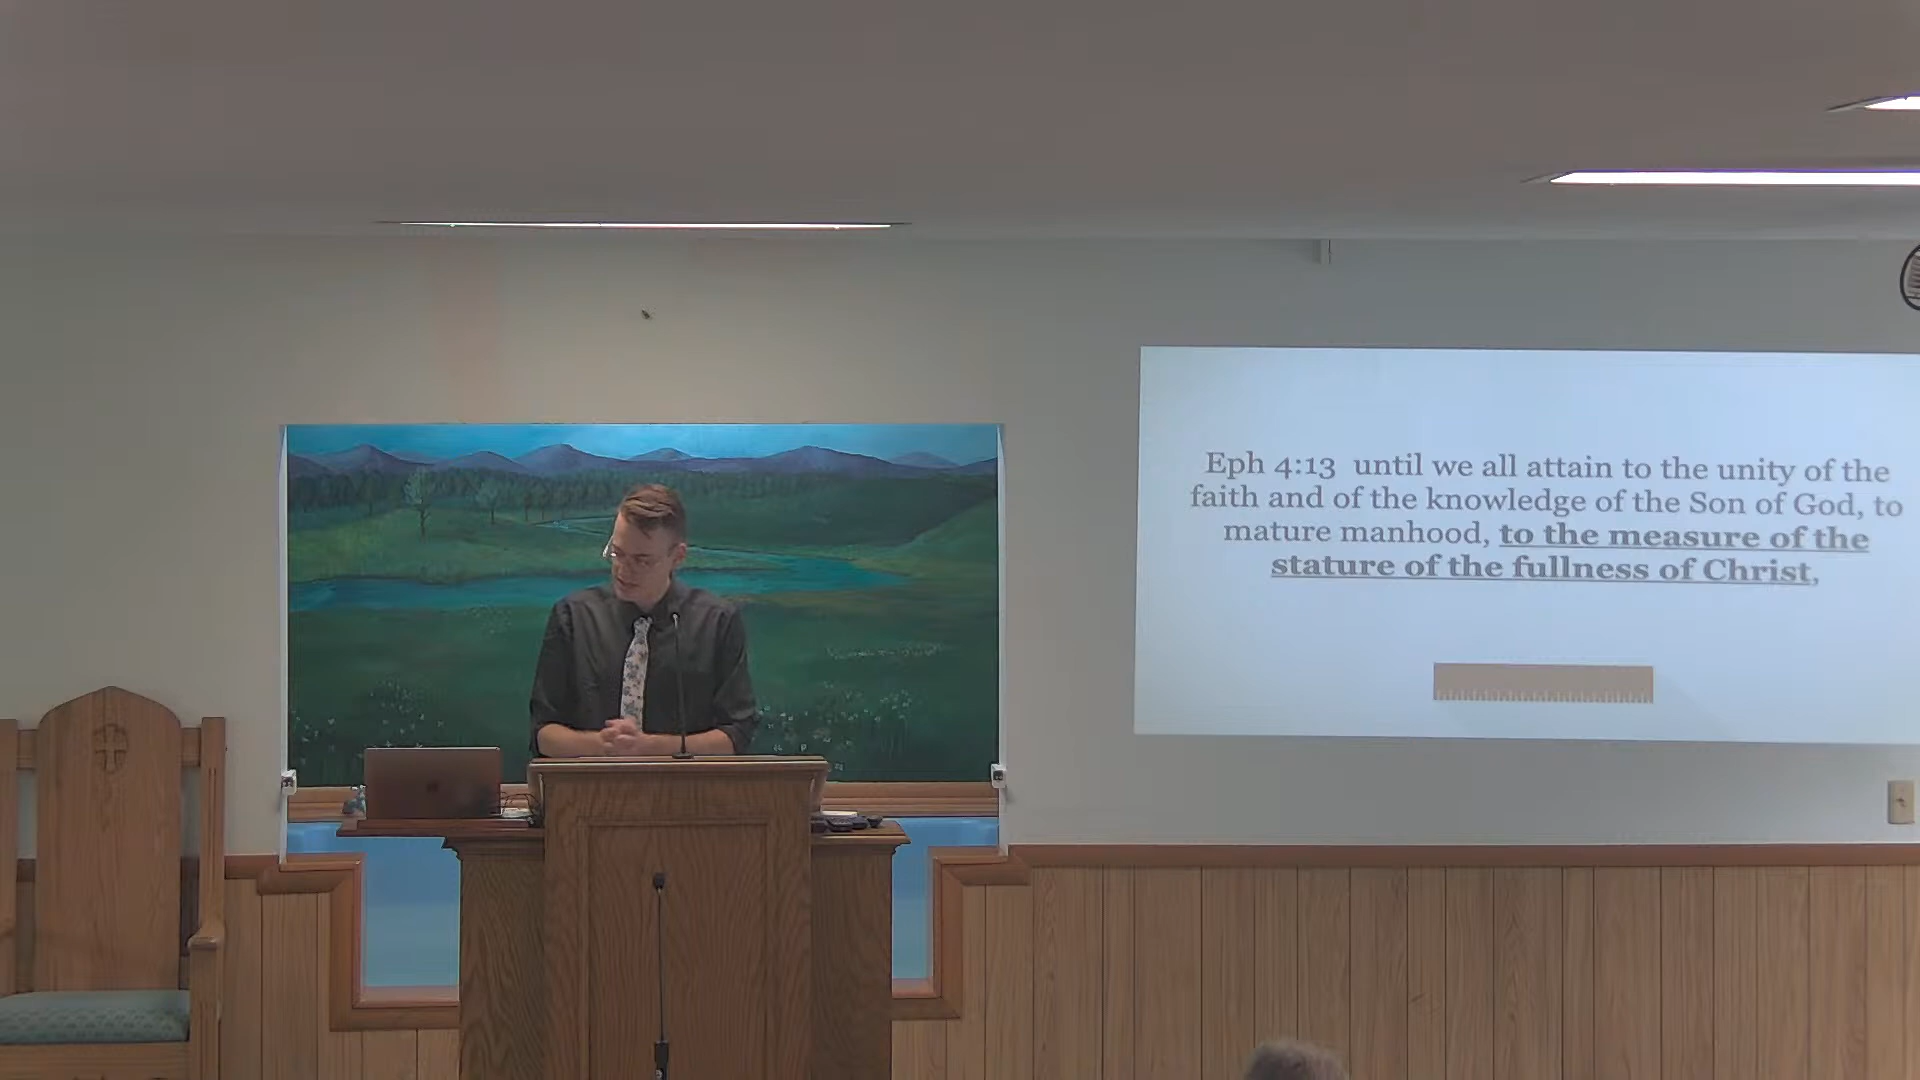 Eph 4:13  until we all attain to the unity of the
faith and of the knowledge of the Son of God, to
mature manhood, to the measure of the
stature of the fullness of Christ,